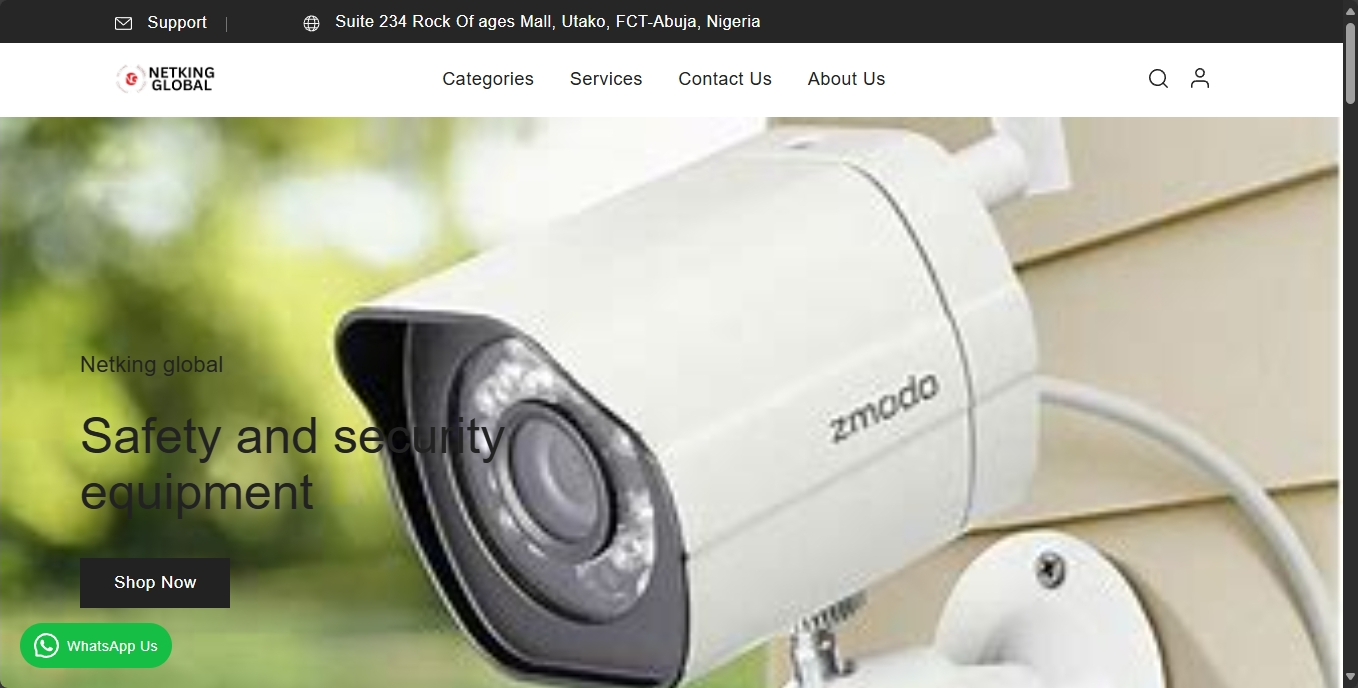 Support |
Suite 234 Rock Of ages Mall, Utako, FCT-Abuja, Nigeria
NETKING
GLOBAL
Categories
Services
Contact Us
About Us
zmodo
Netking global
Safety and security
equipment
Shop Now
WhatsApp Us